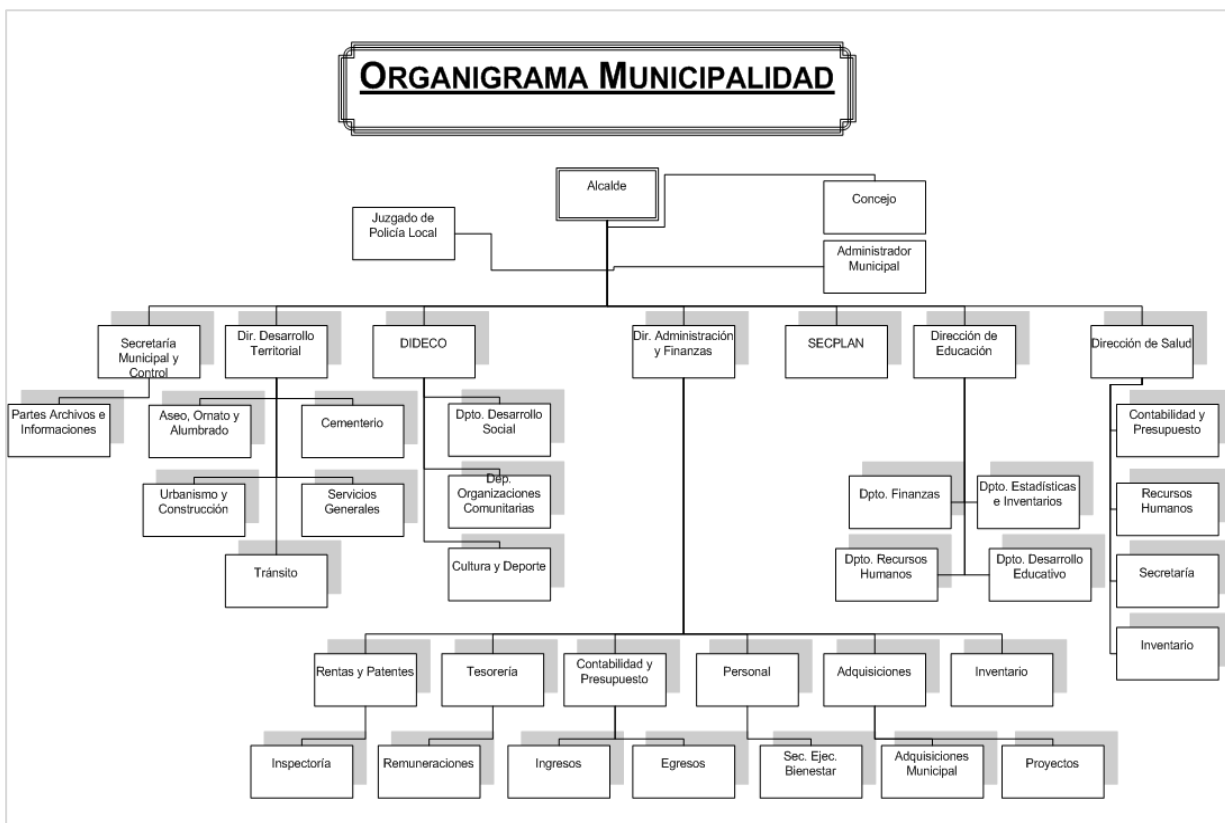 ORGANIGRAMA MUNICIPALIDAD
Alcalde
Concejo
Juzgado de
Policía Local
Administrador
Municipal
Secretaría
Municipal y
Control
Dir. Desarrollo
Territorial
DIDECO
Dir. Administración
y Finanzas
SECPLAN
Dirección de
Educación
Dirección de Salud
Partes Archivos e
Informaciones
Aseo, Ornato y
Alumbrado
Cementerio
Dpto. Desarrollo
Social
Contabilidad y
Presupuesto
Urbanismo y
Construcción
Servicios
Generales
Dep.
Organizaciones
Comunitarias
Dpto. Finanzas
Dpto. Estadísticas
e Inventarios
Recursos
Humanos
Tránsito
Cultura y Deporte
Dpto. Recursos
Humanos
Dpto. Desarrollo
Educativo
Secretaría
Inventario
Rentas y Patentes
Tesorería
Contabilidad y
Presupuesto
Personal
Adquisiciones
Inventario
Inspectoría
Remuneraciones
Ingresos
Egresos
Sec. Ejec.
Bienestar
Adquisiciones
Municipal
Proyectos